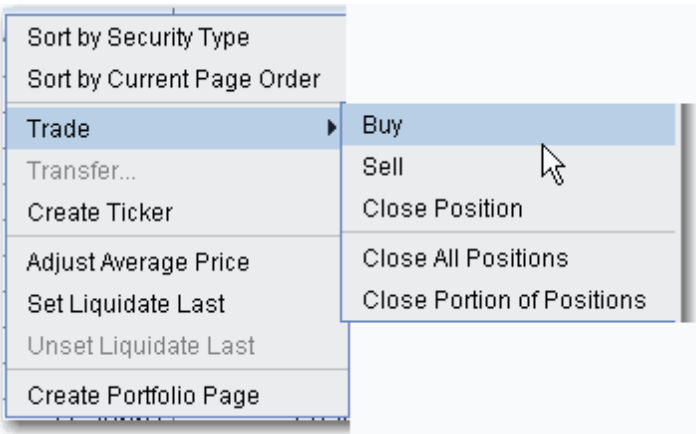 Sort by Security Type
Sort by Current Page Order
Trade
Transfer...
Create Ticker
Adjust Average Price
Set Liquidate Last
Unset Liquidate Last
Create Portfolio Page
Buy
Sell
Close Position
Close All Positions
Close Portion of Positions